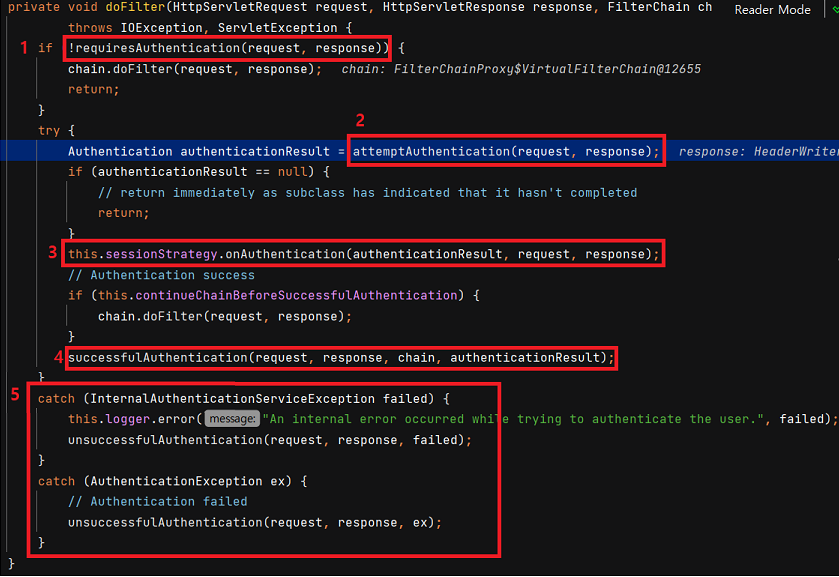 private void doFilter(HttpServletRequest request, HttpServletResponse response, FilterChain ch Reader Mode
throws IOException, ServletException {
1 if (!requiresAuthentication(request, response)) {
chain.doFilter(request, response); chain: FilterChainProxy$VirtualFilterChain@12655
return;
}
try { 2
Authentication authenticationResult = attemptAuthentication(request, response); response: HeaderWriter
if (authenticationResult == null) {
// return immediately as subclass has indicated that it hasn't completed
return;
}
3 this.sessionStrategy.onAuthentication(authenticationResult, request, response);
// Authentication success
if (this.continueChainBeforeSuccessfulAuthentication) {
chain.doFilter(request, response);
}
4 successfulAuthentication(request, response, chain, authenticationResult);
}
5 catch (InternalAuthenticationServiceException failed) {
this.logger.error( message: "An internal error occurred while trying to authenticate the user.", failed);
unsuccessfulAuthentication(request, response, failed);
}
catch (AuthenticationException ex) {
// Authentication failed
unsuccessfulAuthentication(request, response, ex);
}
}